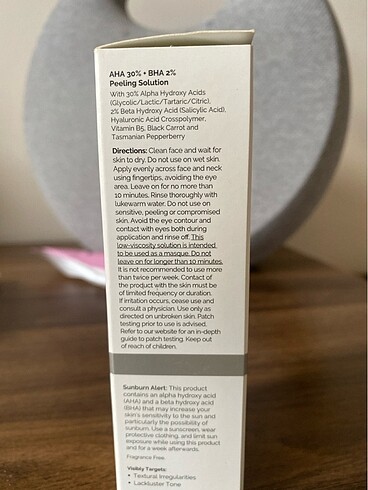 AHA 30% + BHA 2%
Peeling Solution
With 30% Alpha Hydroxy Acids
(Glycolic/Lactic/Tartaric/Citric),
2% Beta Hydroxy Acid (Salicylic Acid),
Hyaluronic Acid Crosspolymer,
Vitamin B5, Black Carrot and
Tasmanian Pepperberry
Directions: Clean face and wait for
skin to dry. Do not use on wet skin.
Apply evenly across face and neck
using fingertips, avoiding the eye
area. Leave on for no more than
10 minutes. Rinse thoroughly with
lukewarm water. Do not use on
sensitive, peeling or compromised
skin. Avoid the eye contour and
contact with eyes both during
application and rinse off. This
low-viscosity solution is intended
to be used as a masque. Do not
leave on for longer than 10 minutes.
It is not recommended to use more
than twice per week. Contact of
the product with the skin must be
of limited frequency or duration.
If irritation occurs, cease use and
consult a physician. Use only as
directed on unbroken skin. Patch
testing prior to use is advised.
Refer to our website for an in-depth
guide to patch testing. Keep out
of reach of children.
Sunburn Alert: This product
contains an alpha hydroxy acid
(AHA) and a beta hydroxy acid
(BHA) that may increase your
skin's sensitivity to the sun and
particularly the possibility of
sunburn. Use a sunscreen, wear
protective clothing, and limit sun
exposure while using this product
and for a week afterwards.
Fragrance Free.
Visibly Targets:
• Textural Irregularities
• Lackluster Tone